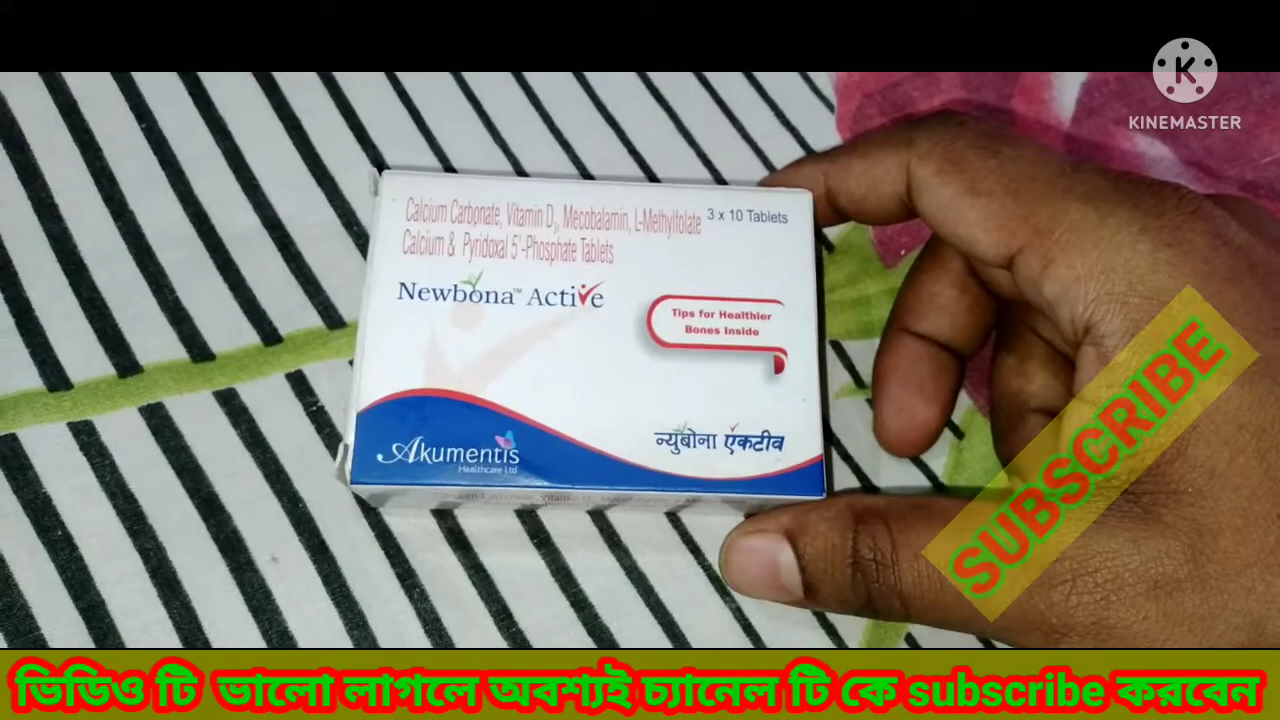 KINEMASTER
Calcium Carbonate, Vitamin D₃, Mecobalamin, L-Methylfolate
Calcium & Pyridoxal 5'-Phosphate Tablets
3 x 10 Tablets
Newbona™ Active
Tips for Healthier
Bones Inside
Akumentis
Healthcare Ltd
न्युबोना एकटीव
SUBSCRIBE
ভিডিও টি ভালো লাগলে অবশ্যই চ্যানেল টি কে subscribe করবেন